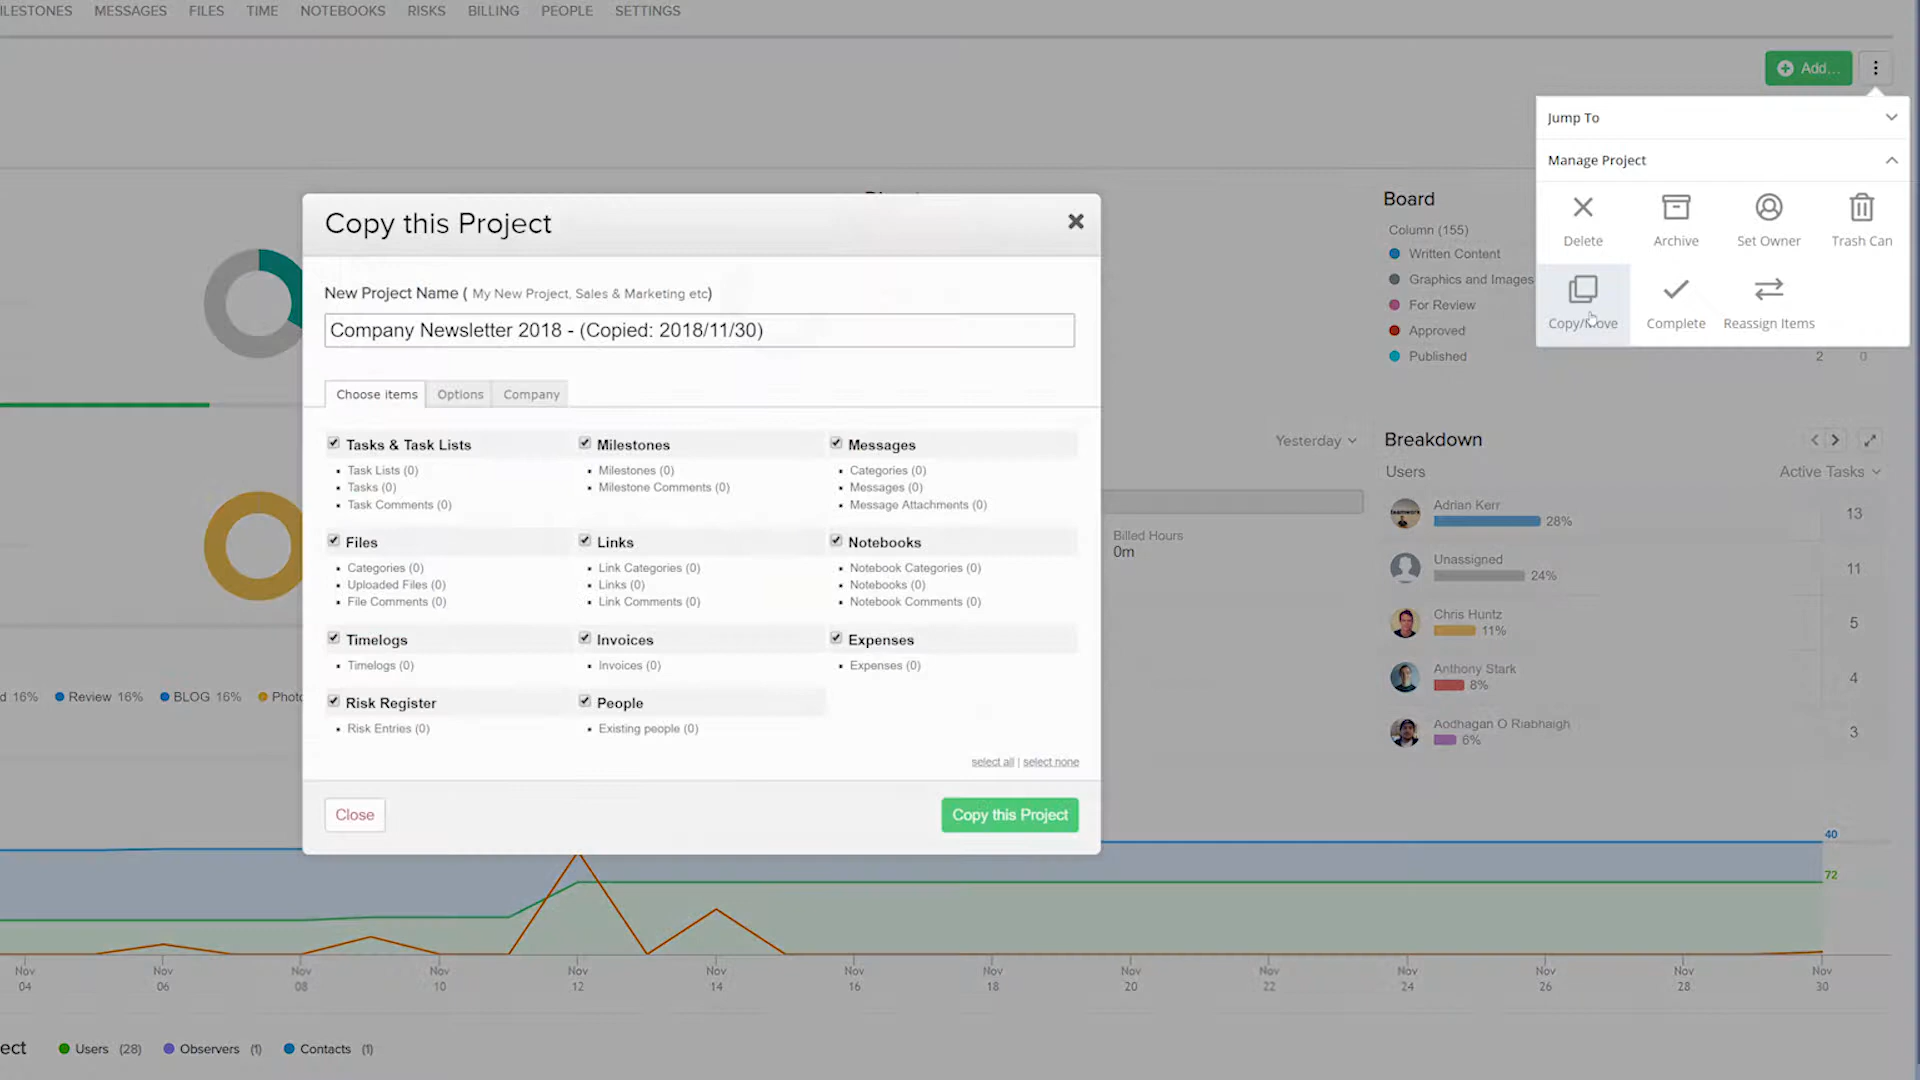 MESSAGES FILES TIME NOTEBOOKS RISKS BILLING PEOPLE SETTINGS
Add...
Jump To
Manage Project
Delete Archive Set Owner Trash Can
Copy/Move Complete Reassign Items
Board
Column (155)
Written Content
Graphics and Images
For Review
Approved
Published 2 0
Copy this Project
New Project Name ( My New Project, Sales & Marketing etc)
Company Newsletter 2018 - (Copied: 2018/11/30)
Choose items Options Company
Tasks & Task Lists
Task Lists (0)
Tasks (0)
Task Comments (0)
Milestones
Milestones (0)
Milestone Comments (0)
Messages
Categories (0)
Messages (0)
Message Attachments (0)
Files
Categories (0)
Uploaded Files (0)
File Comments (0)
Links
Link Categories (0)
Links (0)
Link Comments (0)
Notebooks
Notebook Categories (0)
Notebooks (0)
Notebook Comments (0)
Timelogs
Timelogs (0)
Invoices
Invoices (0)
Expenses
Expenses (0)
Risk Register
Risk Entries (0)
People
Existing people (0)
select all | select none
Close
Copy this Project
Yesterday
Billed Hours
0m
Breakdown
Users Active Tasks
Adrian Kerr
28% 13
Unassigned
24% 11
Chris Huntz
11% 5
Anthony Stark
8% 4
Aodhagan O Riabhaigh
6% 3
16% Review 16% BLOG 16%
40
72
Nov Nov Nov Nov Nov Nov Nov Nov Nov Nov Nov Nov Nov Nov
04 06 08 10 12 14 16 18 20 22 24 26 28 30
Users (28) Observers (1) Contacts (1)